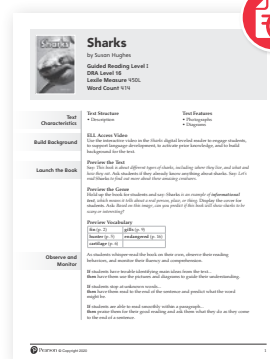 Sharks
Sharks
by Susan Hughes
Guided Reading Level I
DRA Level 16
Lexile Measure 450L
Word Count 414
Text
Characteristics
Text Structure
• Description
Text Features
• Photographs
• Diagrams
Build Background
ELL Access Video
Use the interactive video in the Sharks digital leveled reader to engage students,
to support language development, to activate prior knowledge, and to build
background for the text.
Launch the Book
Preview the Text
Say: This book is about different types of sharks, including where they live, and what and
how they eat. Ask students if they already know anything about sharks. Say: Let's
read Sharks to find out more about these amazing creatures.
Preview the Genre
Hold up the book for students and say: Sharks is an example of informational
text, which means it tells about a real person, place, or thing. Display the cover for
students. Ask: Based on this image, can you predict if this book will show sharks to be
scary or interesting?
Preview Vocabulary
fin (p. 2)
gills (p. 9)
hunter (p. 5)
endangered (p. 16)
cartilage (p. 6)
Observe and
Monitor
As students whisper-read the book on their own, observe their reading
behaviors, and monitor their fluency and comprehension.
If students have trouble identifying main ideas from the text...
then have them use the pictures and diagrams to guide their understanding.
If students stop at unknown words...
then have them read to the end of the sentence and predict what the word
might be.
If students are able to read smoothly within a paragraph...
then praise them for their good reading and ask them what they do as they come
to the end of a sentence.
Pearson © Copyright 2020
1